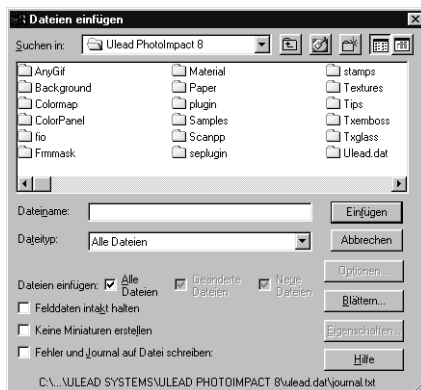 Dateien einfügen
Suchen in: Ulead PhotoImpact 8
AnyGif Material stamps
Background Paper Textures
Colormap plugin Tips
ColorPanel Samples Txemboss
fio Scanpp Txglass
Frmmask seplugin Ulead.dat
Dateiname: Einfügen
Dateityp: Alle Dateien Abbrechen
Optionen...
Dateien einfügen: Alle Dateien Geänderte Dateien Neue Dateien
Blättern...
Felddaten intakt halten
Keine Miniaturen erstellen Eigenschaften...
Fehler und Journal auf Datei schreiben: Hilfe
C:\...\ULEAD SYSTEMS\ULEAD PHOTOIMPACT 8\ulead.dat\journal.txt